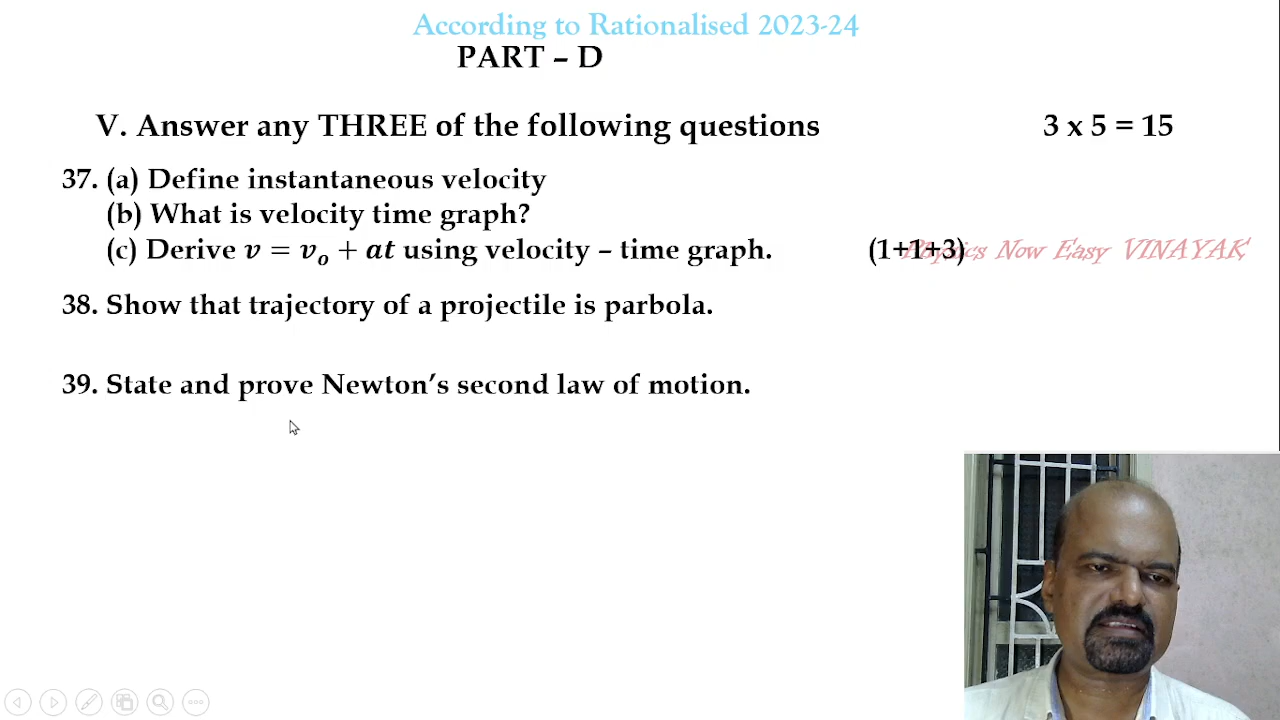 According to Rationalised 2023-24
PART – D
V. Answer any THREE of the following questions 3 x 5 = 15
37. (a) Define instantaneous velocity
(b) What is velocity time graph?
(c) Derive v = vₒ + at using velocity – time graph. (1+1+3)
Physics Now Easy VINAYAK
38. Show that trajectory of a projectile is parbola.
39. State and prove Newton’s second law of motion.